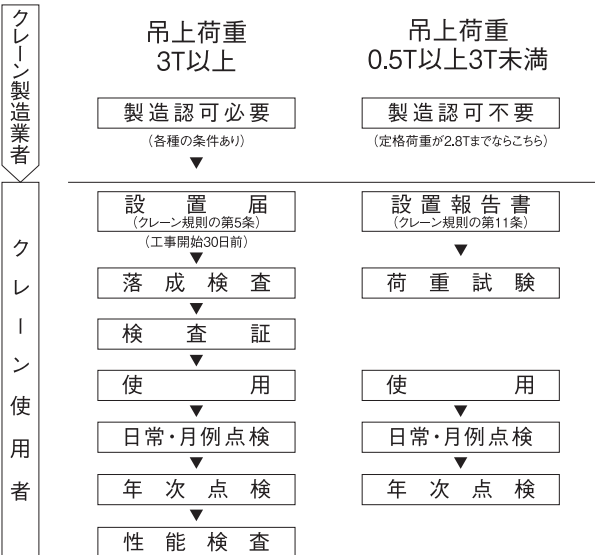 クレーン製造業者
吊上荷重
3T以上
製造認可必要
(各種の条件あり)
▼
吊上荷重
0.5T以上3T未満
製造認可不要
(定格荷重が2.8Tまでならこちら)
クレーン使用者
設置届
(クレーン規則の第5条)
(工事開始30日前)
▼
落成検査
▼
検査証
▼
使用
▼
日常・月例点検
▼
年次点検
▼
性能検査
設置報告書
(クレーン規則の第11条)
▼
荷重試験
使用
▼
日常・月例点検
▼
年次点検